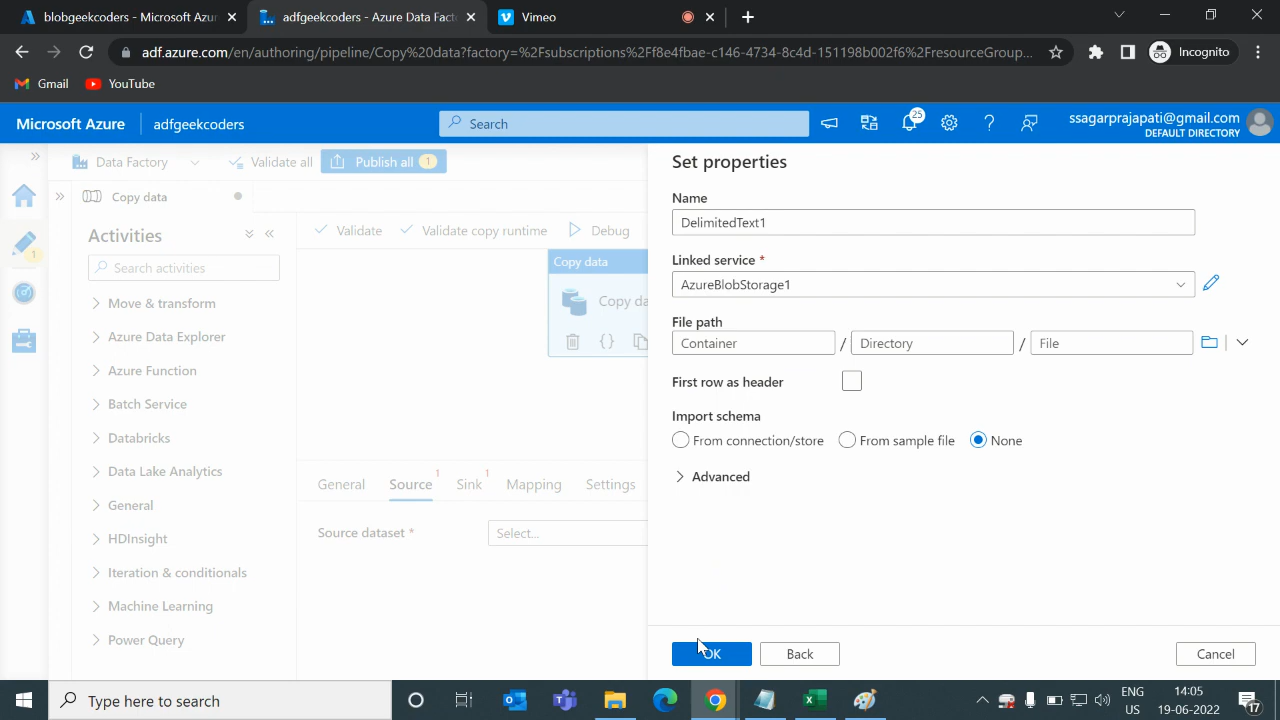 blobgeekcoders - Microsoft Azur
adfgeekcoders - Azure Data Fact
Vimeo
adf.azure.com/en/authoring/pipeline/Copy%20data?factory=%2Fsubscriptions%2Ff8e4fbae-c146-4734-8c4d-151198b002f6%2FresourceGroup...
Incognito
Gmail
YouTube
Microsoft Azure
adfgeekcoders
Search
25
ssagarprajapati@gmail.com
DEFAULT DIRECTORY
Data Factory
Validate all
Publish all
1
Copy data
Activities
Search activities
Move & transform
Azure Data Explorer
Azure Function
Batch Service
Databricks
Data Lake Analytics
General
HDInsight
Iteration & conditionals
Machine Learning
Power Query
1
Validate
Validate copy runtime
Debug
Copy data
Copy da
General
Source 1
Sink 1
Mapping
Settings
Source dataset *
Select...
Set properties
Name
DelimitedText1
Linked service *
AzureBlobStorage1
File path
Container / Directory / File
First row as header
Import schema
From connection/store
From sample file
None
Advanced
OK
Back
Cancel
Type here to search
ENG
US
14:05
19-06-2022
17